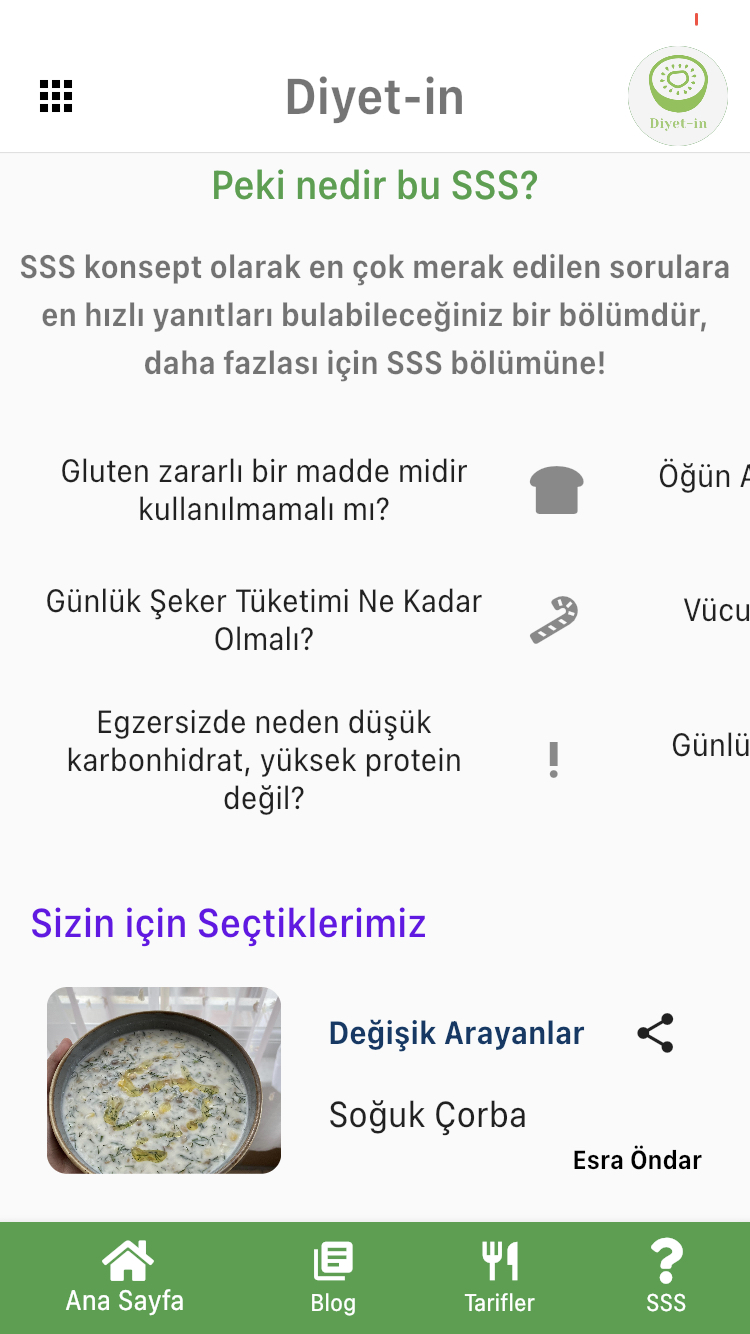 Diyet-in
Diyet-in
Peki nedir bu SSS?
SSS konsept olarak en çok merak edilen sorulara
en hızlı yanıtları bulabileceğiniz bir bölümdür,
daha fazlası için SSS bölümüne!
Gluten zararlı bir madde midir
kullanılmamalı mı?
Öğün A
Günlük Şeker Tüketimi Ne Kadar
Olmalı?
Vücu
Egzersizde neden düşük
karbonhidrat, yüksek protein
değil?
Günlü
Sizin için Seçtiklerimiz
Değişik Arayanlar
Soğuk Çorba
Esra Öndar
Ana Sayfa
Blog
Tarifler
SSS